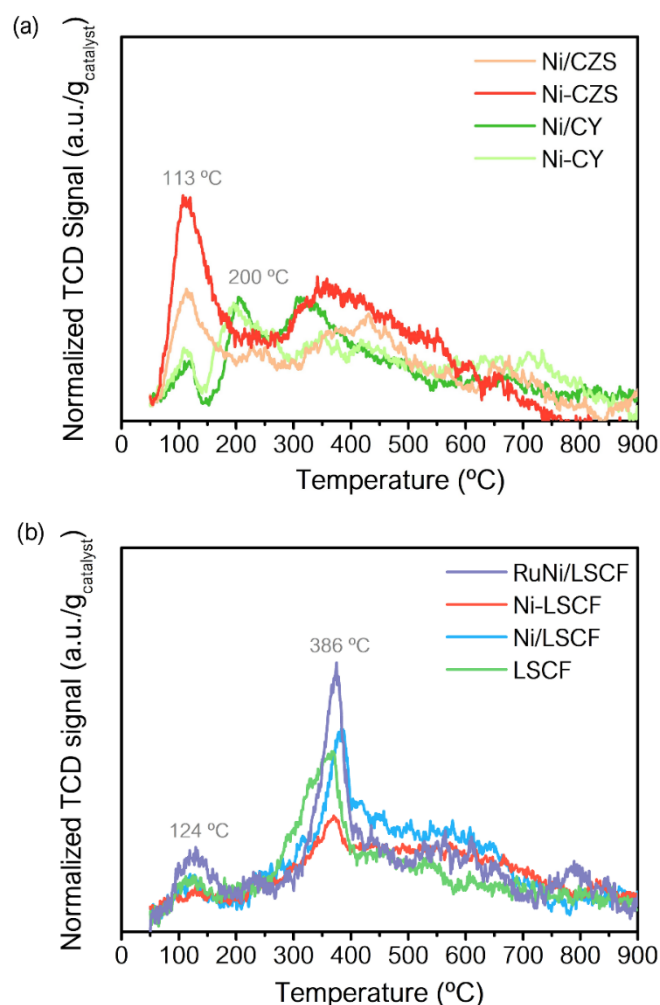 (a)
Normalized TCD Signal (a.u./g_catalyst)
Ni/CZS
Ni-CZS
Ni/CY
Ni-CY
113 ºC
200 ºC
0 100 200 300 400 500 600 700 800 900
Temperature (ºC)
(b)
Normalized TCD signal (a.u./g_catalyst)
RuNi/LSCF
Ni-LSCF
Ni/LSCF
LSCF
386 ºC
124 ºC
0 100 200 300 400 500 600 700 800 900
Temperature (ºC)